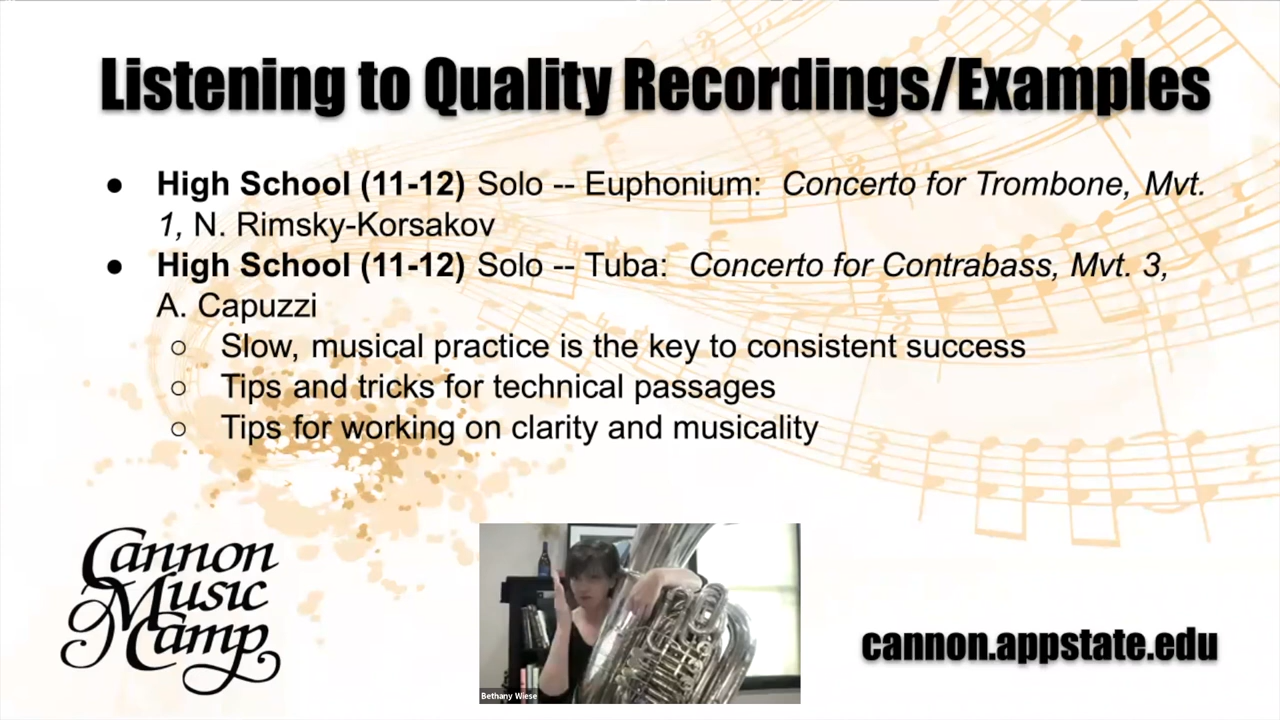 Listening to Quality Recordings/Examples
● High School (11-12) Solo -- Euphonium: Concerto for Trombone, Mvt.
1, N. Rimsky-Korsakov
● High School (11-12) Solo -- Tuba: Concerto for Contrabass, Mvt. 3,
A. Capuzzi
○ Slow, musical practice is the key to consistent success
○ Tips and tricks for technical passages
○ Tips for working on clarity and musicality
Cannon
Music
Camp
Bethany Wiese
cannon.appstate.edu